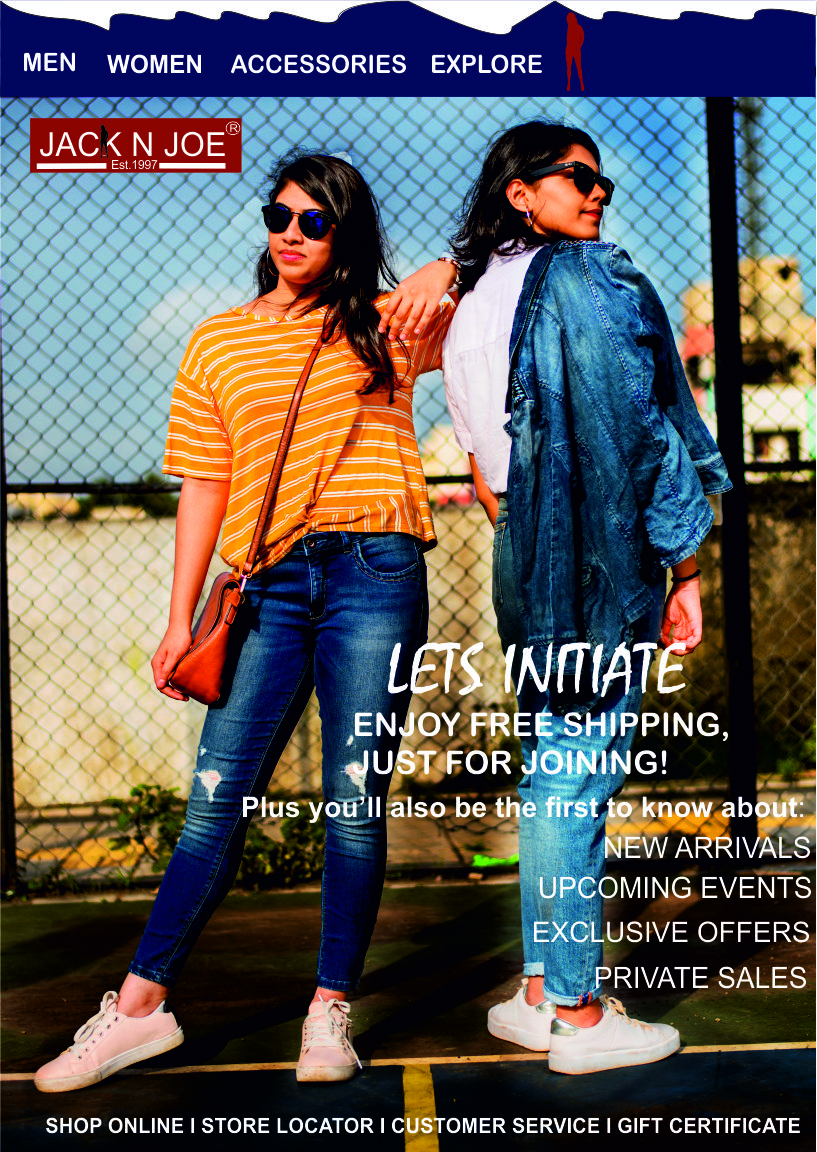 MEN WOMEN ACCESSORIES EXPLORE
JACK N JOE®
Est.1997
LETS INITIATE
ENJOY FREE SHIPPING,
JUST FOR JOINING!
Plus you'll also be the first to know about:
NEW ARRIVALS
UPCOMING EVENTS
EXCLUSIVE OFFERS
PRIVATE SALES
SHOP ONLINE I STORE LOCATOR I CUSTOMER SERVICE I GIFT CERTIFICATE